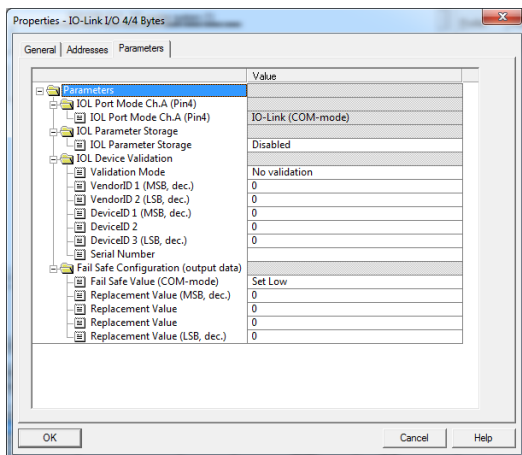 Properties - IO-Link I/O 4/4 Bytes
General Addresses Parameters
Value
Parameters
IOL Port Mode Ch.A (Pin4)
IOL Port Mode Ch.A (Pin4) IO-Link (COM-mode)
IOL Parameter Storage
IOL Parameter Storage Disabled
IOL Device Validation
Validation Mode No validation
VendorID 1 (MSB, dec.) 0
VendorID 2 (LSB, dec.) 0
DeviceID 1 (MSB, dec.) 0
DeviceID 2 0
DeviceID 3 (LSB, dec.) 0
Serial Number
Fail Safe Configuration (output data)
Fail Safe Value (COM-mode) Set Low
Replacement Value (MSB, dec.) 0
Replacement Value 0
Replacement Value 0
Replacement Value (LSB, dec.) 0
OK Cancel Help